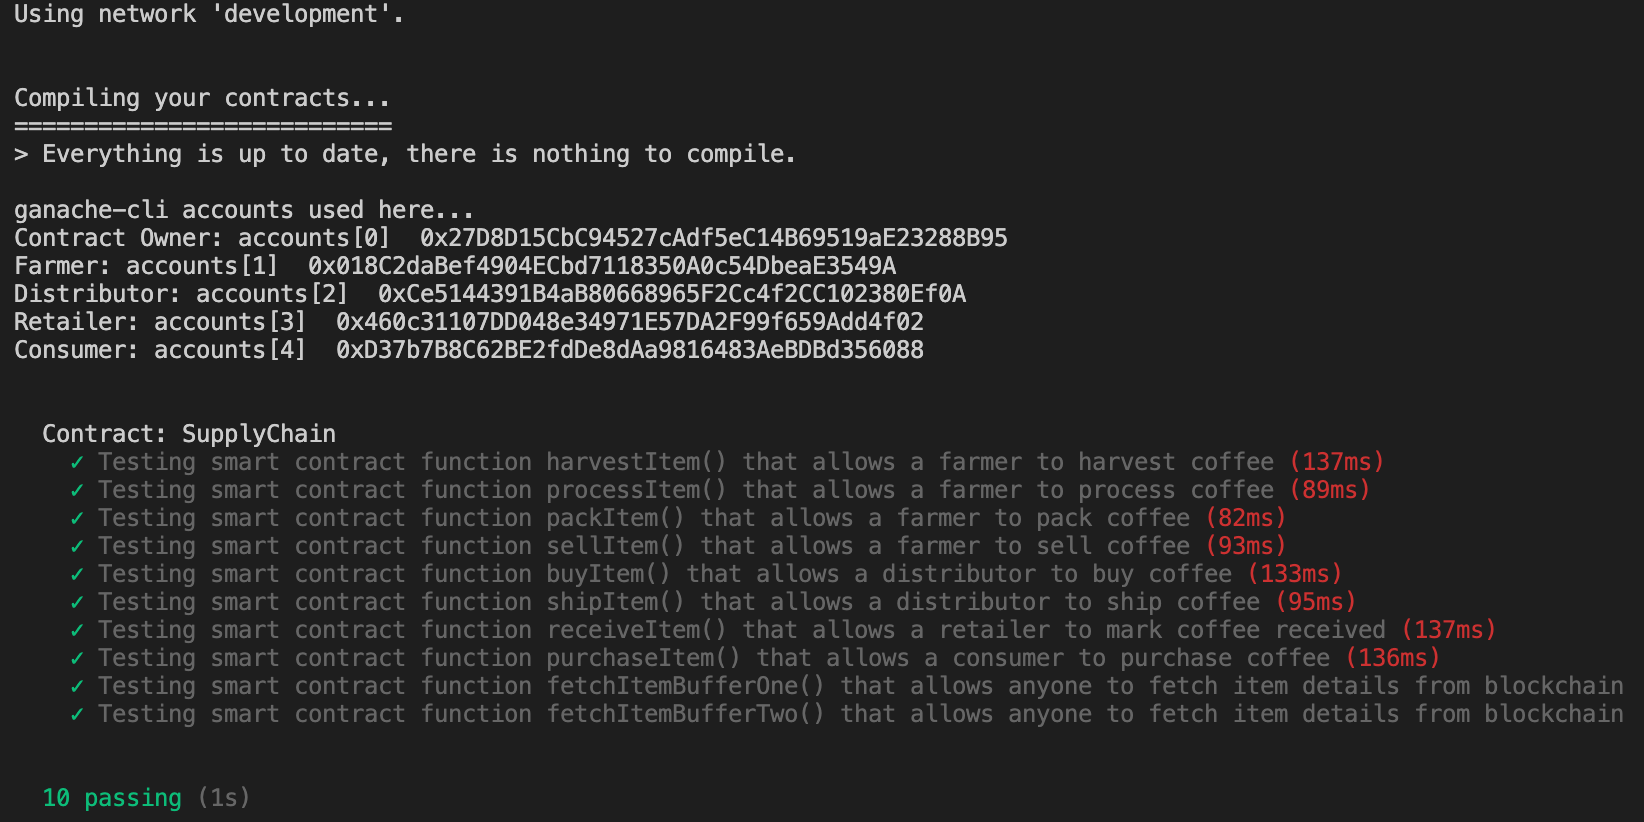 Using network 'development'.
Compiling your contracts...
===========================
> Everything is up to date, there is nothing to compile.
ganache-cli accounts used here...
Contract Owner: accounts[0]  0x27D8D15CbC94527cAdf5eC14B69519aE23288B95
Farmer: accounts[1]  0x018C2daBef4904ECbd7118350A0c54DbeaE3549A
Distributor: accounts[2]  0xCe5144391B4aB80668965F2Cc4f2CC102380Ef0A
Retailer: accounts[3]  0x460c31107DD048e34971E57DA2F99f659Add4f02
Consumer: accounts[4]  0xD37b7B8C62BE2fdDe8dAa9816483AeBDBd356088
Contract: SupplyChain
✓ Testing smart contract function harvestItem() that allows a farmer to harvest coffee (137ms)
✓ Testing smart contract function processItem() that allows a farmer to process coffee (89ms)
✓ Testing smart contract function packItem() that allows a farmer to pack coffee (82ms)
✓ Testing smart contract function sellItem() that allows a farmer to sell coffee (93ms)
✓ Testing smart contract function buyItem() that allows a distributor to buy coffee (133ms)
✓ Testing smart contract function shipItem() that allows a distributor to ship coffee (95ms)
✓ Testing smart contract function receiveItem() that allows a retailer to mark coffee received (137ms)
✓ Testing smart contract function purchaseItem() that allows a consumer to purchase coffee (136ms)
✓ Testing smart contract function fetchItemBufferOne() that allows anyone to fetch item details from blockchain
✓ Testing smart contract function fetchItemBufferTwo() that allows anyone to fetch item details from blockchain
10 passing (1s)